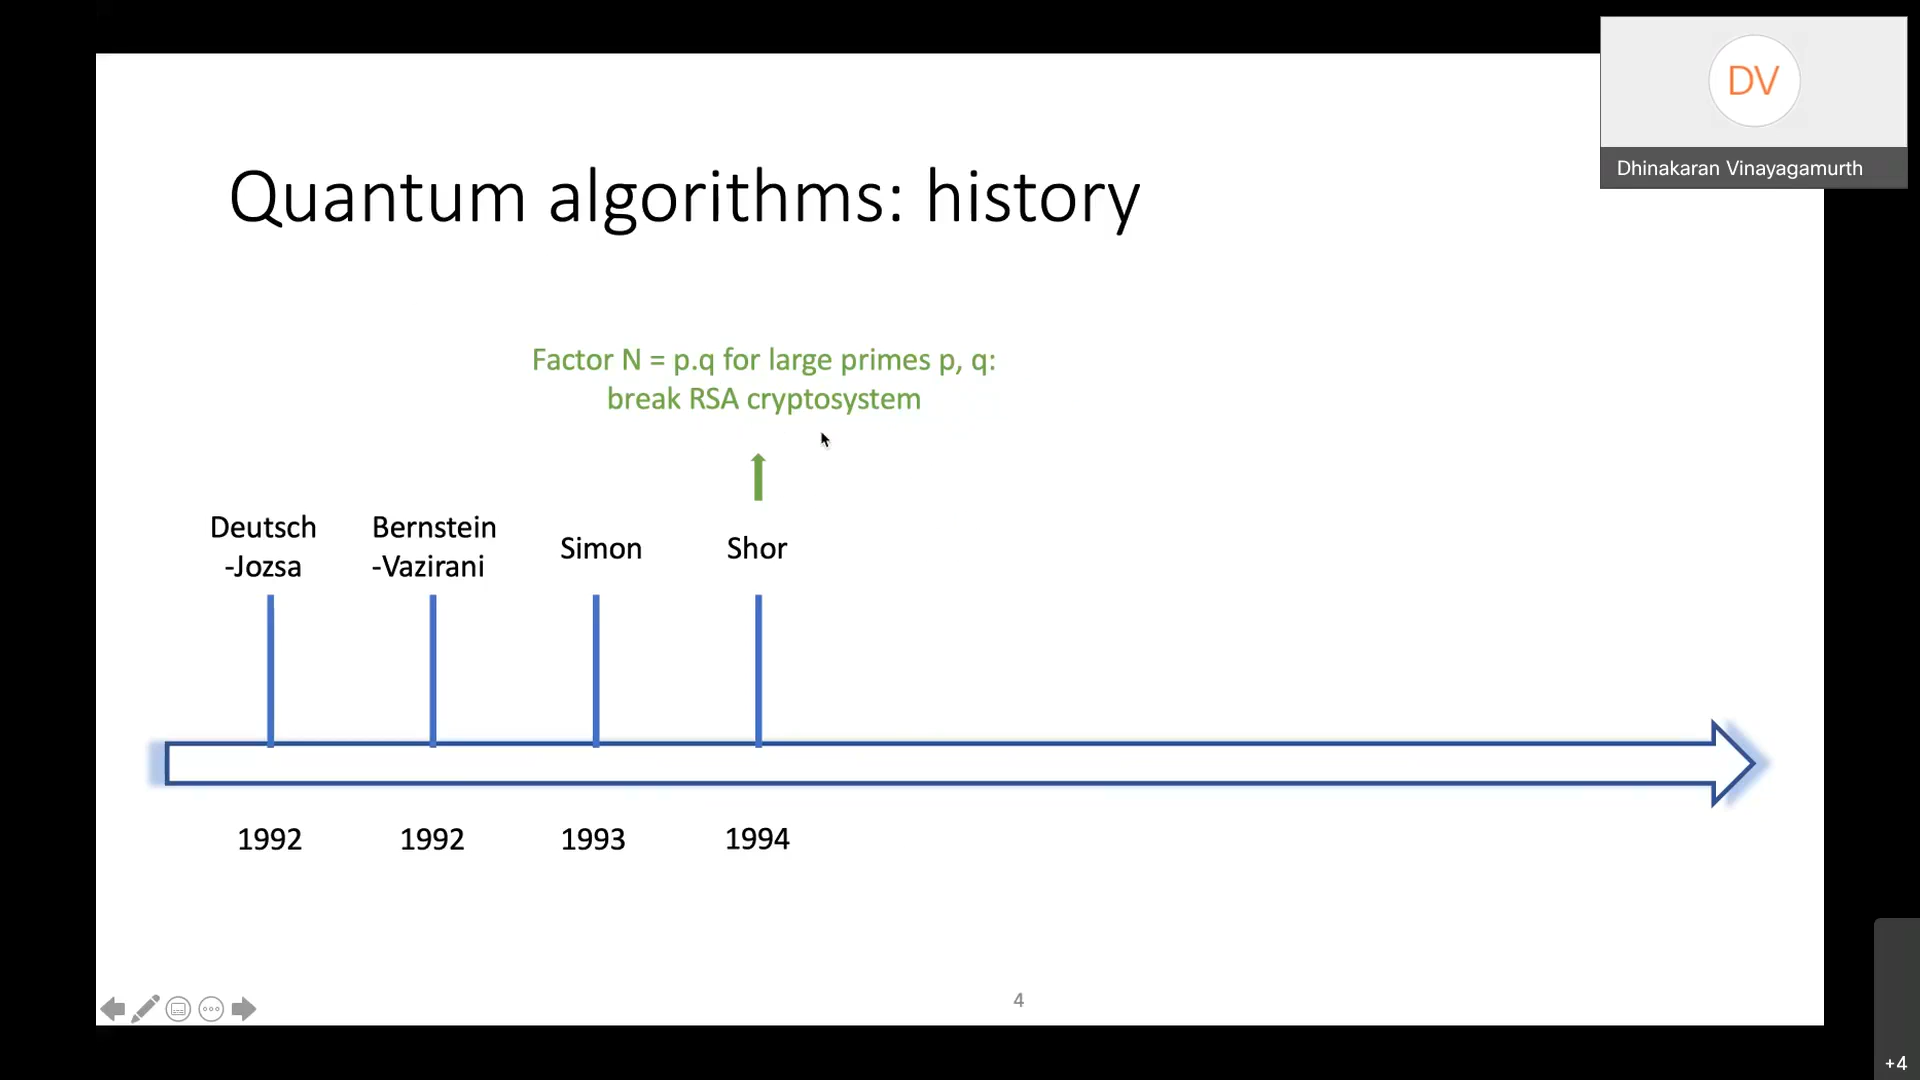 DV
Dhinakaran Vinayagamurth
Quantum algorithms: history
Factor N = p.q for large primes p, q:
break RSA cryptosystem
Deutsch
-Jozsa
Bernstein
-Vazirani
Simon
Shor
1992
1992
1993
1994
4
+4